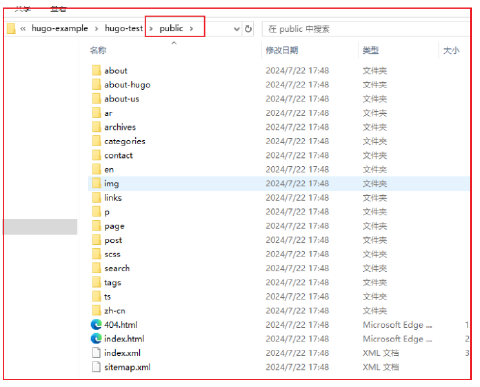 共享 查看
« hugo-example › hugo-test › public › 在 public 中搜索
名称 修改日期 类型 大小
about 2024/7/22 17:48 文件夹
about-hugo 2024/7/22 17:48 文件夹
about-us 2024/7/22 17:48 文件夹
ar 2024/7/22 17:48 文件夹
archives 2024/7/22 17:48 文件夹
categories 2024/7/22 17:48 文件夹
contact 2024/7/22 17:48 文件夹
en 2024/7/22 17:48 文件夹
img 2024/7/22 17:48 文件夹
links 2024/7/22 17:48 文件夹
p 2024/7/22 17:48 文件夹
page 2024/7/22 17:48 文件夹
post 2024/7/22 17:48 文件夹
scss 2024/7/22 17:48 文件夹
search 2024/7/22 17:48 文件夹
tags 2024/7/22 17:48 文件夹
ts 2024/7/22 17:48 文件夹
zh-cn 2024/7/22 17:48 文件夹
404.html 2024/7/22 17:48 Microsoft Edge ... 1
index.html 2024/7/22 17:48 Microsoft Edge ... 2
index.xml 2024/7/22 17:48 XML 文档 3
sitemap.xml 2024/7/22 17:48 XML 文档